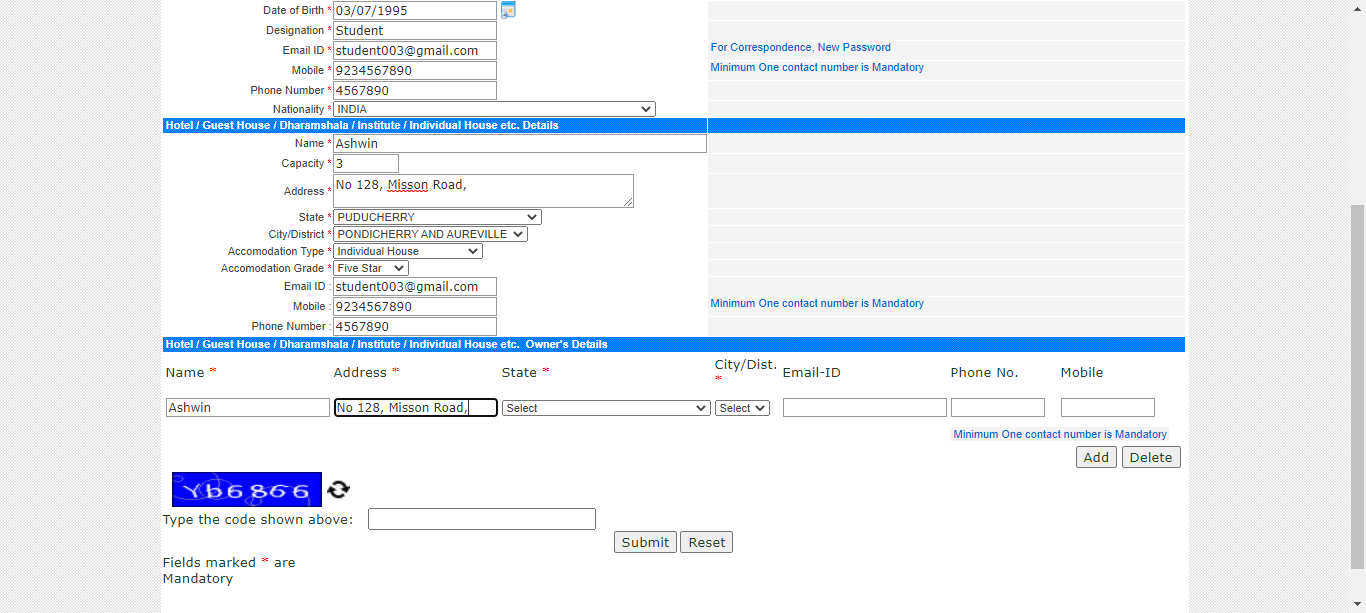 Date of Birth * 03/07/1995
Designation * Student
Email ID * student003@gmail.com For Correspondence, New Password
Mobile * 9234567890 Minimum One contact number is Mandatory
Phone Number * 4567890
Nationality * INDIA
Hotel / Guest House / Dharamshala / Institute / Individual House etc. Details
Name * Ashwin
Capacity * 3
Address * No 128, Misson Road,
State * PUDUCHERRY
City/District * PONDICHERRY AND AUREVILLE
Accomodation Type * Individual House
Accomodation Grade * Five Star
Email ID : student003@gmail.com
Mobile : 9234567890 Minimum One contact number is Mandatory
Phone Number : 4567890
Hotel / Guest House / Dharamshala / Institute / Individual House etc. Owner's Details
Name * Address * State * City/Dist. * Email-ID Phone No. Mobile
Ashwin No 128, Misson Road, Select Select
Minimum One contact number is Mandatory
Add Delete
Yb6866
Type the code shown above:
Submit Reset
Fields marked * are
Mandatory